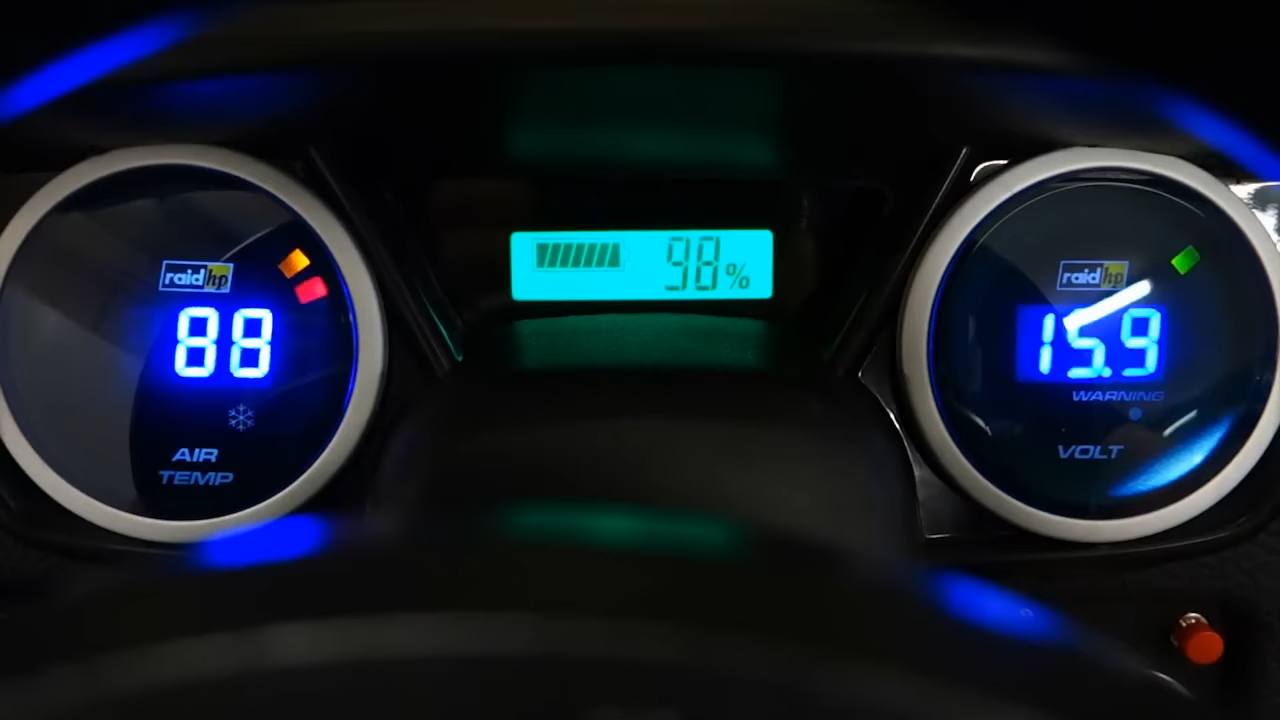 raid hp
88
AIR
TEMP
98%
raid hp
15.9
WARNING
VOLT